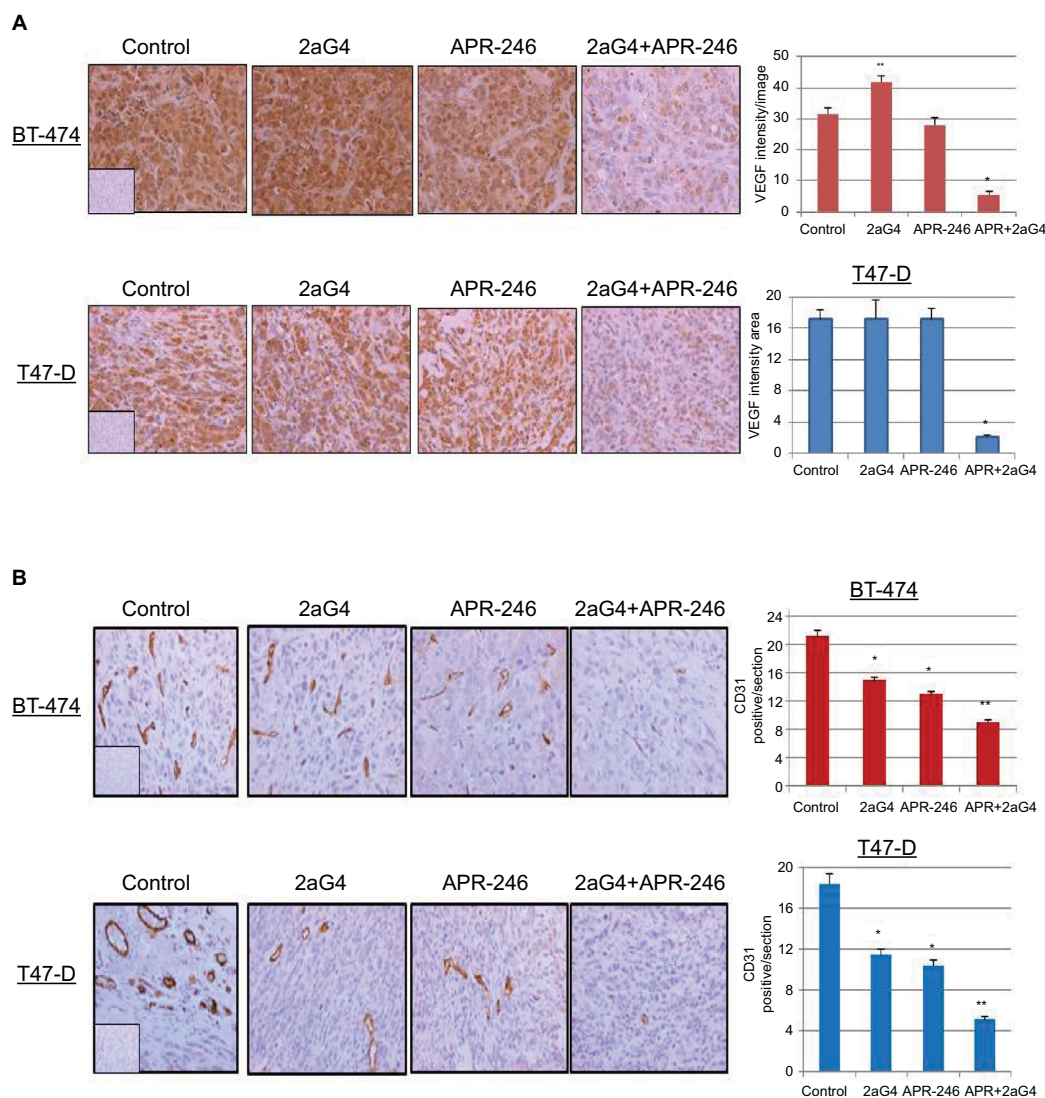 A
Control 2aG4 APR-246 2aG4+APR-246
BT-474
50
40
30
20
10
0
VEGF intensity/image
**
*
Control 2aG4 APR-246 APR+2aG4
Control 2aG4 APR-246 2aG4+APR-246
T47-D
T47-D
20
16
12
8
4
0
VEGF intensity area
*
Control 2aG4 APR-246 APR+2aG4
B
Control 2aG4 APR-246 2aG4+APR-246
BT-474
BT-474
24
20
16
12
8
4
0
CD31
positive/section
*
*
**
Control 2aG4 APR-246 APR+2aG4
Control 2aG4 APR-246 2aG4+APR-246
T47-D
T47-D
20
16
12
8
4
0
CD31
positive/section
*
*
**
Control 2aG4 APR-246 APR+2aG4